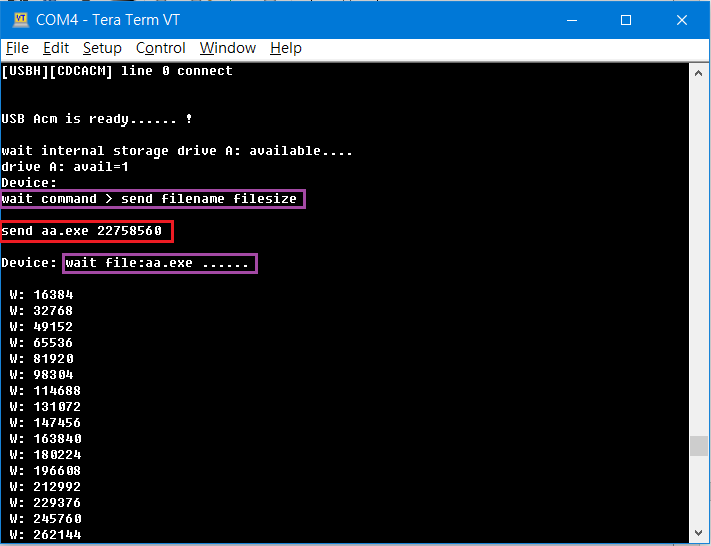 COM4 - Tera Term VT
File Edit Setup Control Window Help
[USBH][CDCACM] line 0 connect
USB Acm is ready...... !
wait internal storage drive A: available....
drive A: avail=1
Device:
wait command > send filename filesize
send aa.exe 22758560
Device: wait file:aa.exe ......
W: 16384
W: 32768
W: 49152
W: 65536
W: 81920
W: 98304
W: 114688
W: 131072
W: 147456
W: 163840
W: 180224
W: 196608
W: 212992
W: 229376
W: 245760
W: 262144